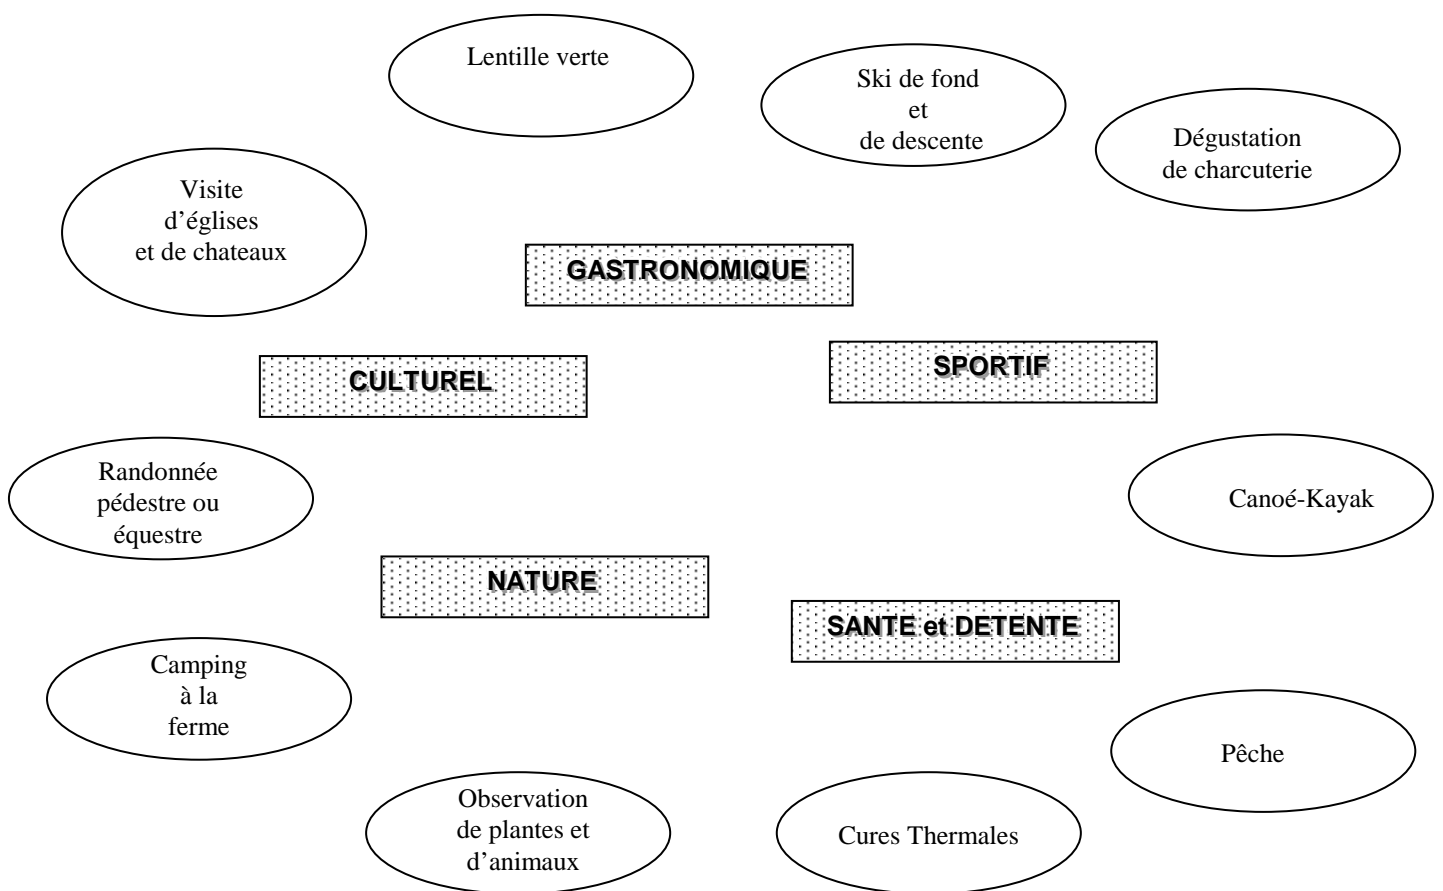 Lentille verte
Ski de fond
et
de descente
Dégustation
de charcuterie
Visite
d’églises
et de chateaux
GASTRONOMIQUE
CULTUREL
SPORTIF
Randonnée
pédestre ou
équestre
Canoé-Kayak
NATURE
SANTE et DETENTE
Camping
à la
ferme
Pêche
Observation
de plantes et
d’animaux
Cures Thermales